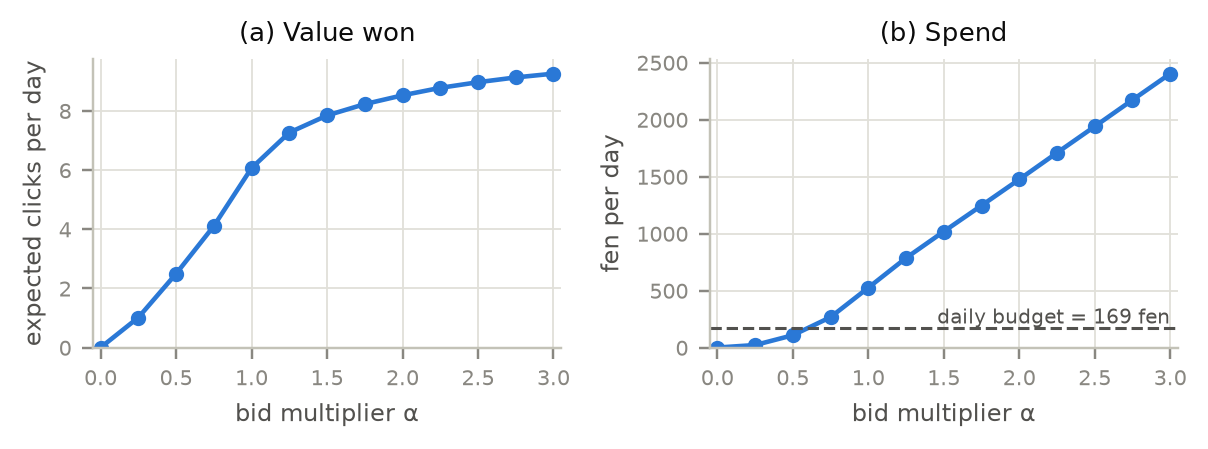 (a) Value won
expected clicks per day
8
6
4
2
0
0.0 0.5 1.0 1.5 2.0 2.5 3.0
bid multiplier α
(b) Spend
fen per day
2500
2000
1500
1000
500
0
daily budget = 169 fen
0.0 0.5 1.0 1.5 2.0 2.5 3.0
bid multiplier α